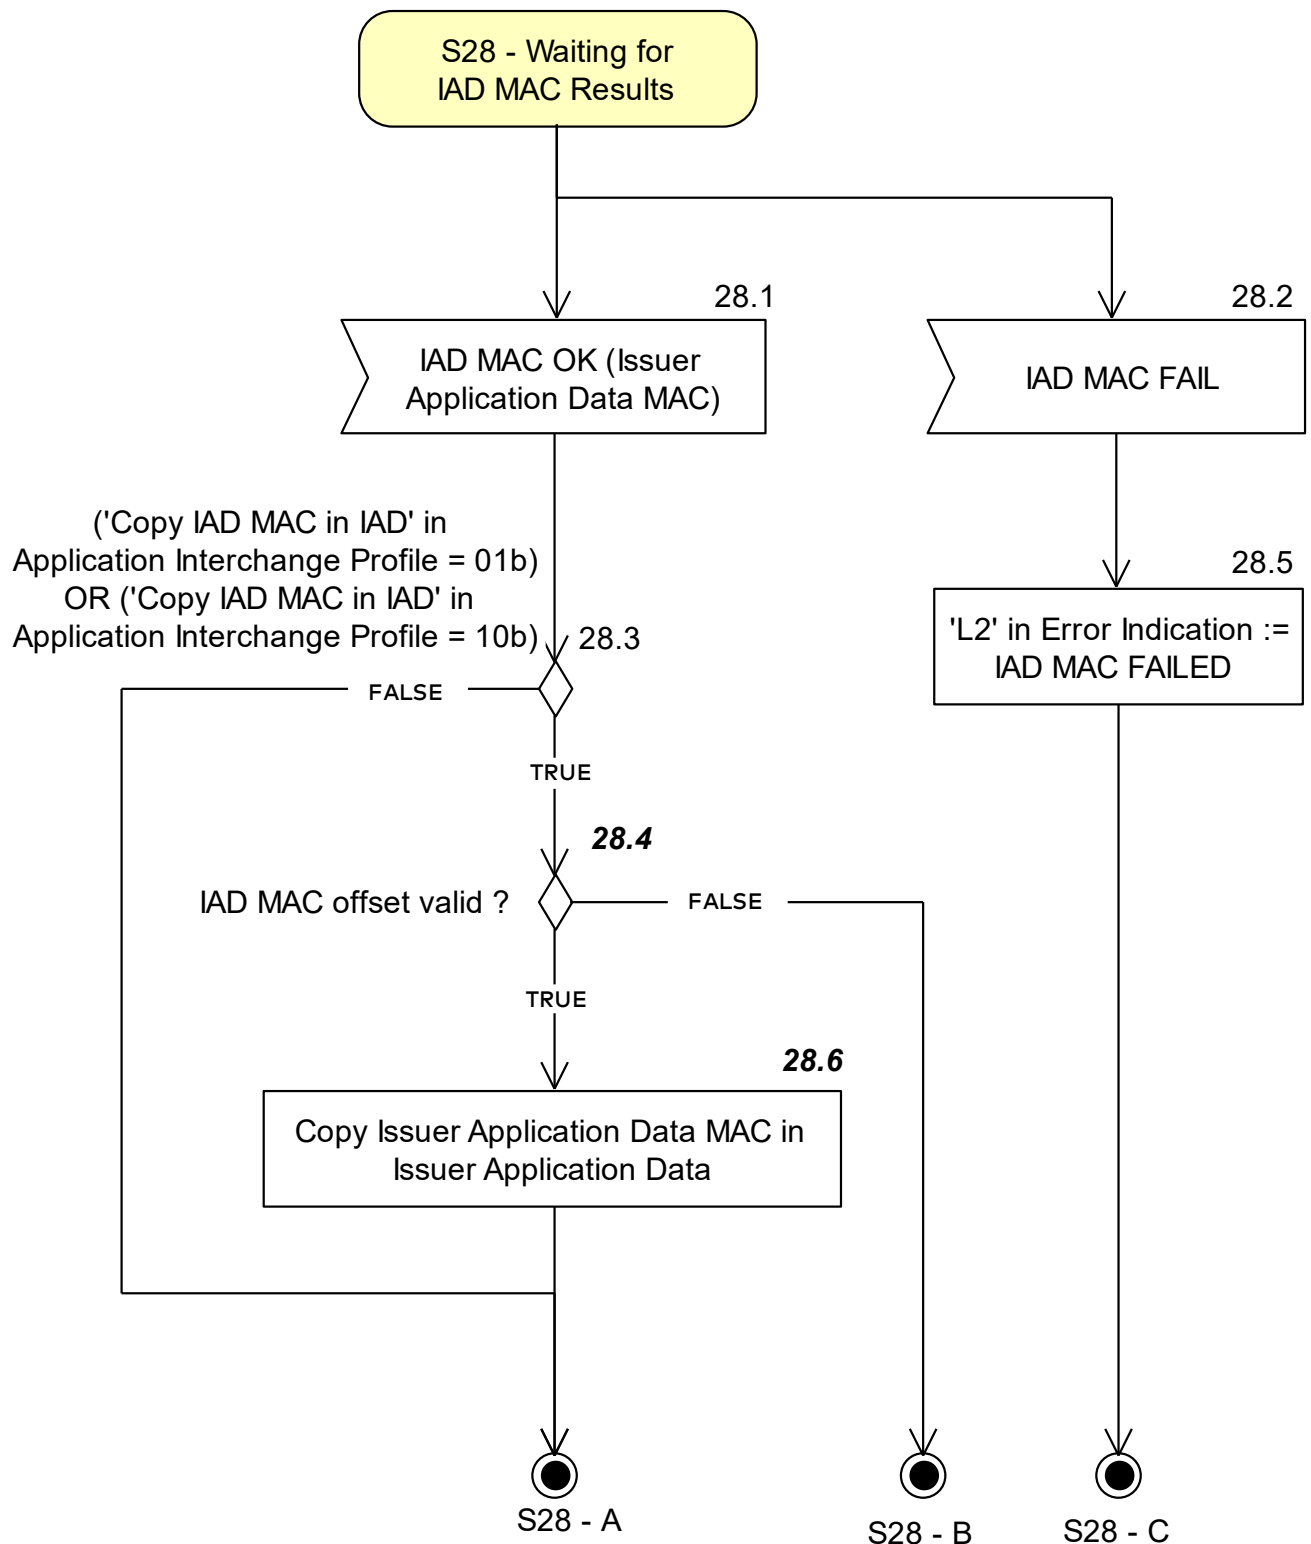 S28 - Waiting for
IAD MAC Results
28.1
28.2
IAD MAC OK (Issuer
Application Data MAC)
IAD MAC FAIL
('Copy IAD MAC in IAD' in
Application Interchange Profile = 01b)
OR ('Copy IAD MAC in IAD' in
Application Interchange Profile = 10b)
28.3
28.5
'L2' in Error Indication :=
IAD MAC FAILED
FALSE
TRUE
28.4
IAD MAC offset valid ?
FALSE
TRUE
28.6
Copy Issuer Application Data MAC in
Issuer Application Data
S28 - A
S28 - B
S28 - C